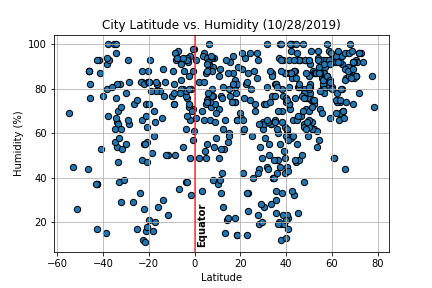 City Latitude vs. Humidity (10/28/2019)
100
80
60
40
20
Humidity (%)
Equator
−60 −40 −20 0 20 40 60 80
Latitude